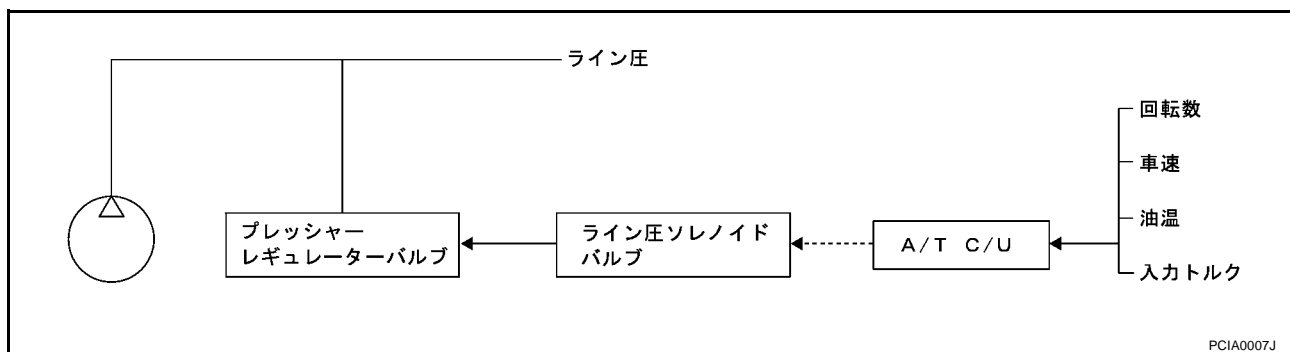 ライン圧
回転数
車速
油温
入力トルク
プレッシャー
レギュレーターバルブ
ライン圧ソレノイド
バルブ
A/T C/U
PCIA0007J